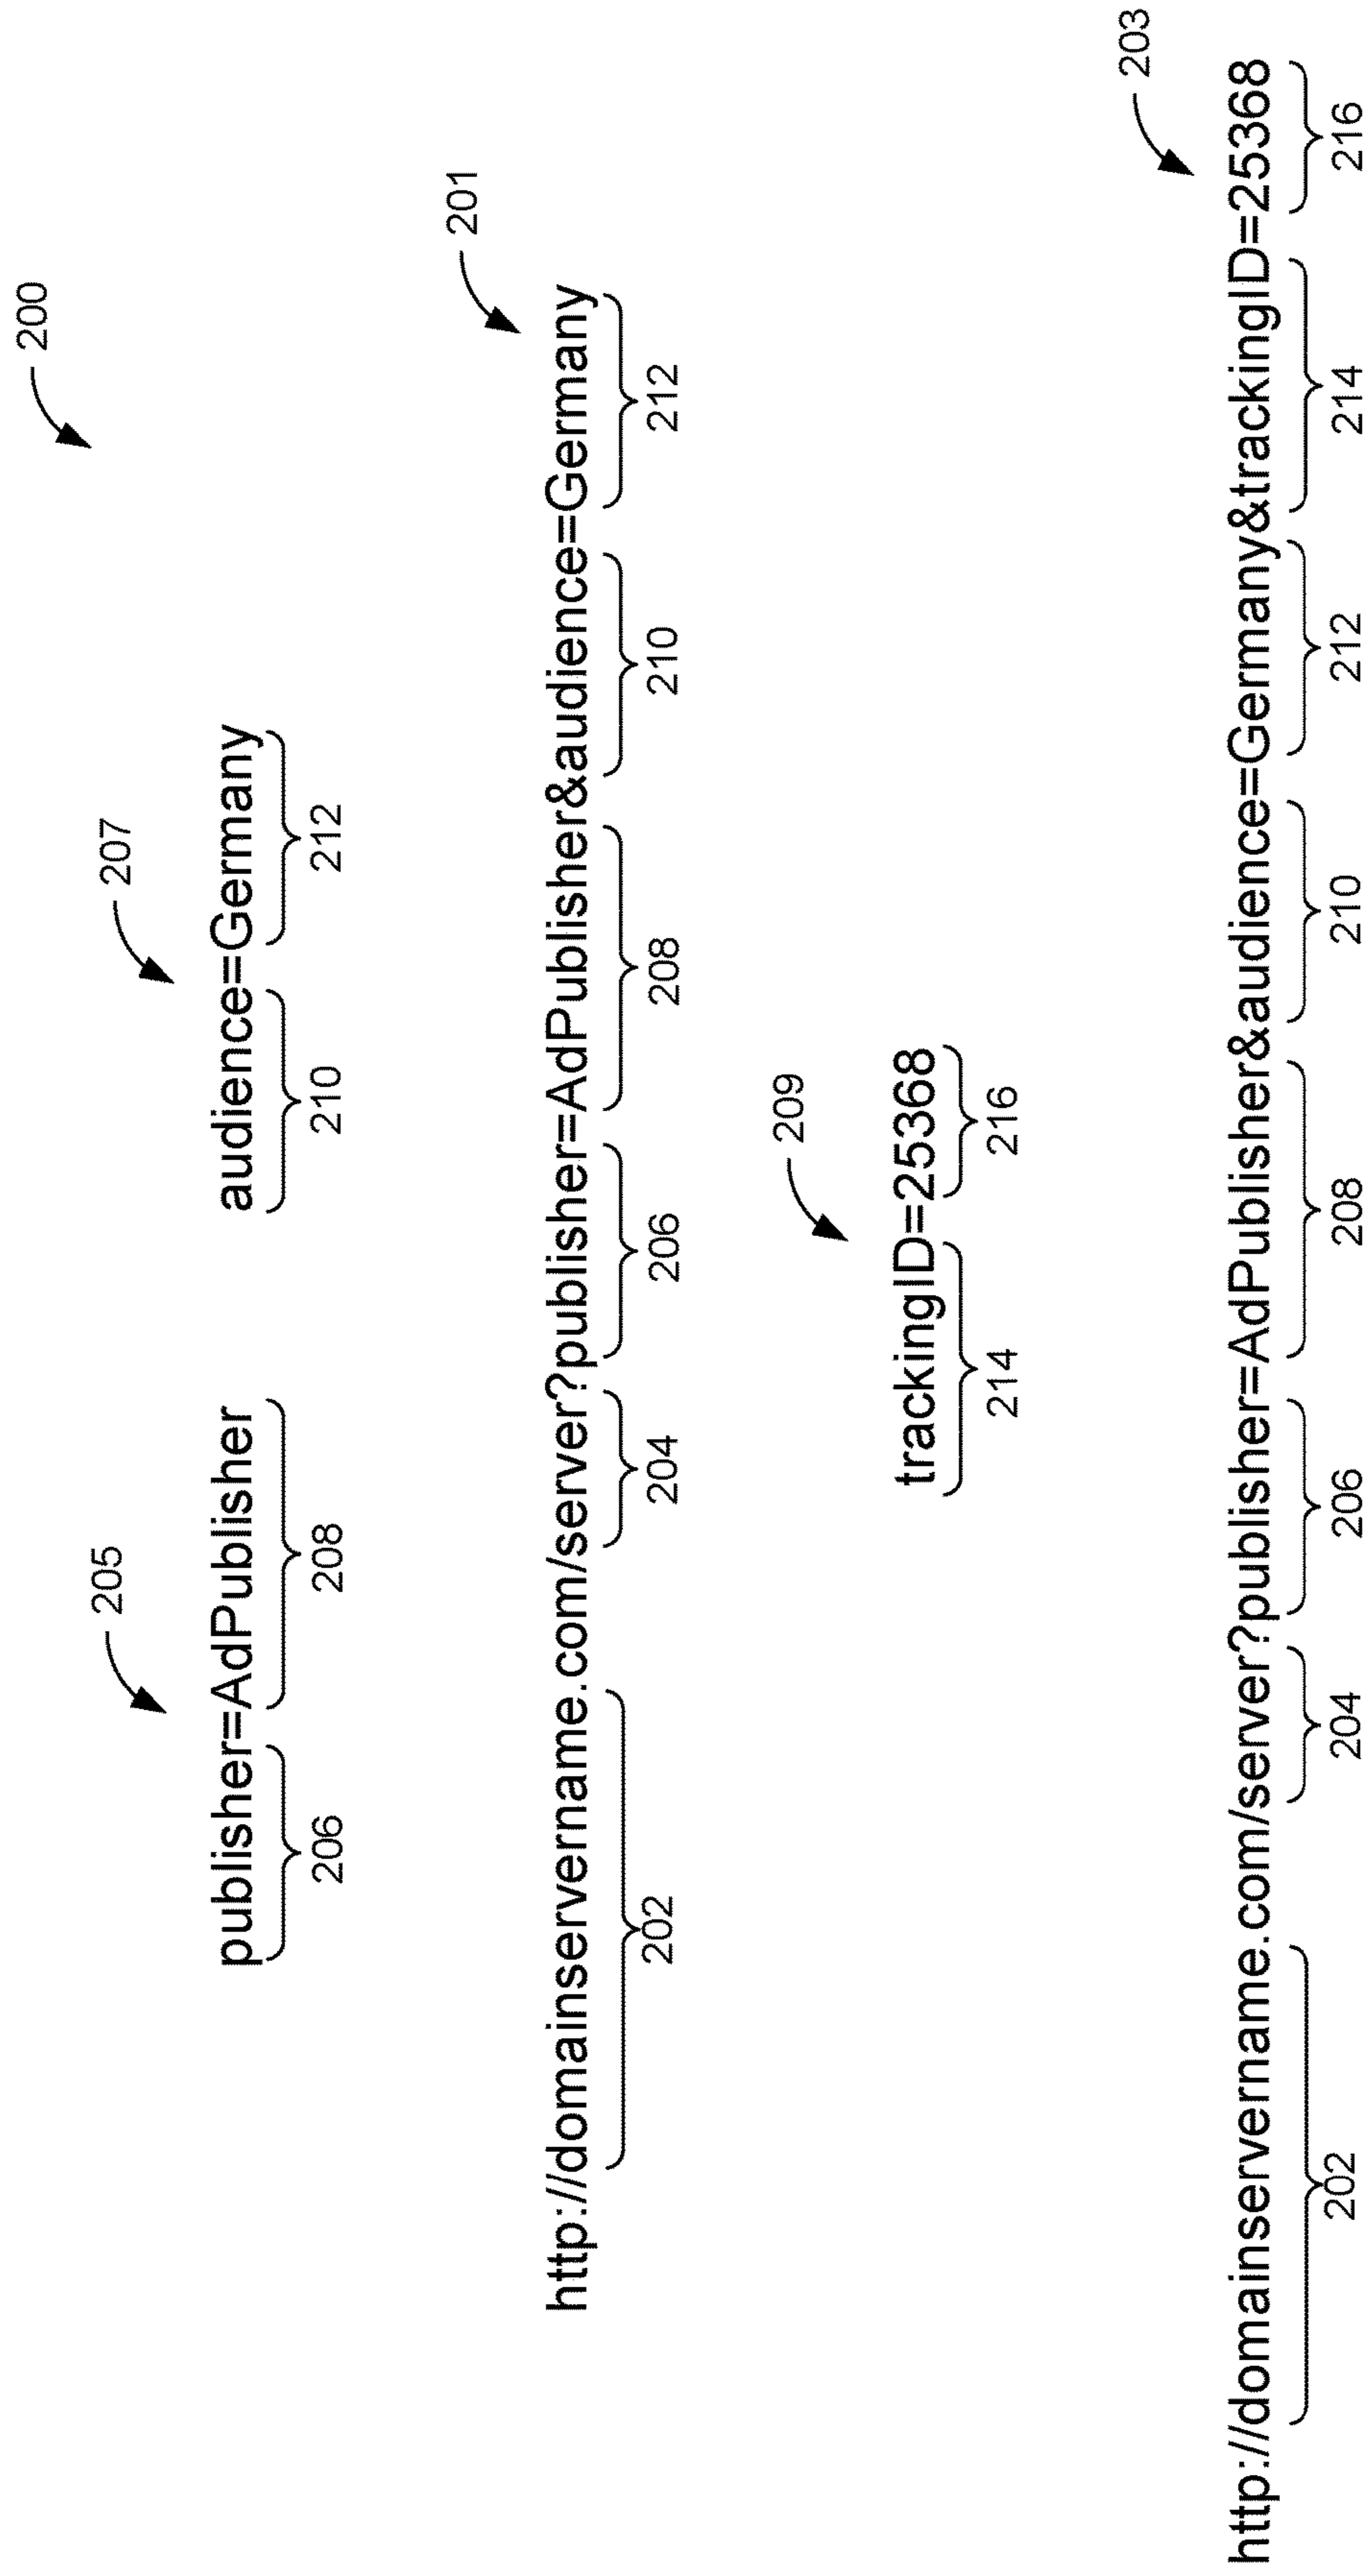 200
205 207
publisher=AdPublisher audience=Germany
206 208 210 212
201
http://domainservername.com/server?publisher=AdPublisher&audience=Germany
202 204 206 208 210 212
209
trackingID=25368
214 216
203
http://domainservername.com/server?publisher=AdPublisher&audience=Germany&trackingID=25368
202 204 206 208 210 212 214 216